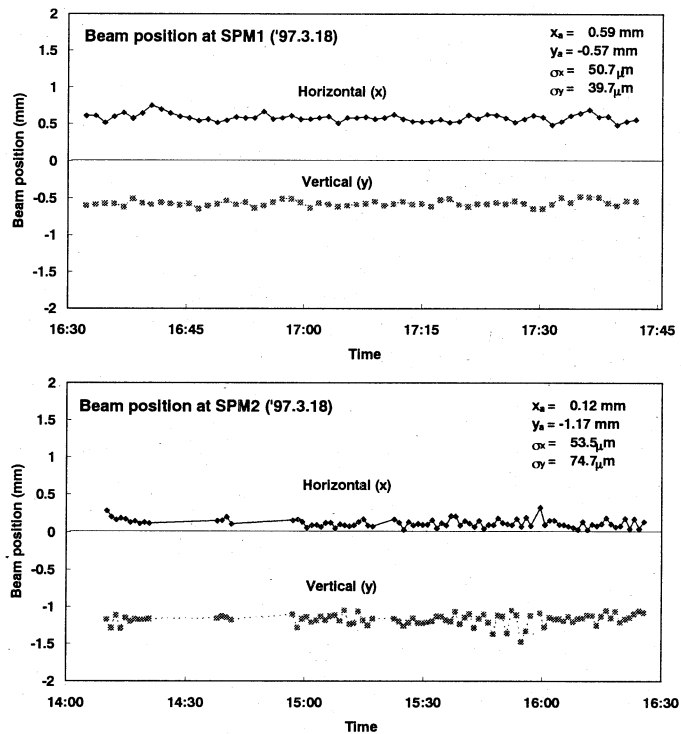 Beam position at SPM1 ('97.3.18)
xa = 0.59 mm
ya = -0.57 mm
σx = 50.7μm
σy = 39.7μm
Horizontal (x)
Vertical (y)
Beam position (mm)
2
1.5
1
0.5
0
-0.5
-1
-1.5
-2
16:30 16:45 17:00 17:15 17:30 17:45
Time
Beam position at SPM2 ('97.3.18)
xa = 0.12 mm
ya = -1.17 mm
σx = 53.5μm
σy = 74.7μm
Horizontal (x)
Vertical (y)
Beam position (mm)
2
1.5
1
0.5
0
-0.5
-1
-1.5
-2
14:00 14:30 15:00 15:30 16:00 16:30
Time